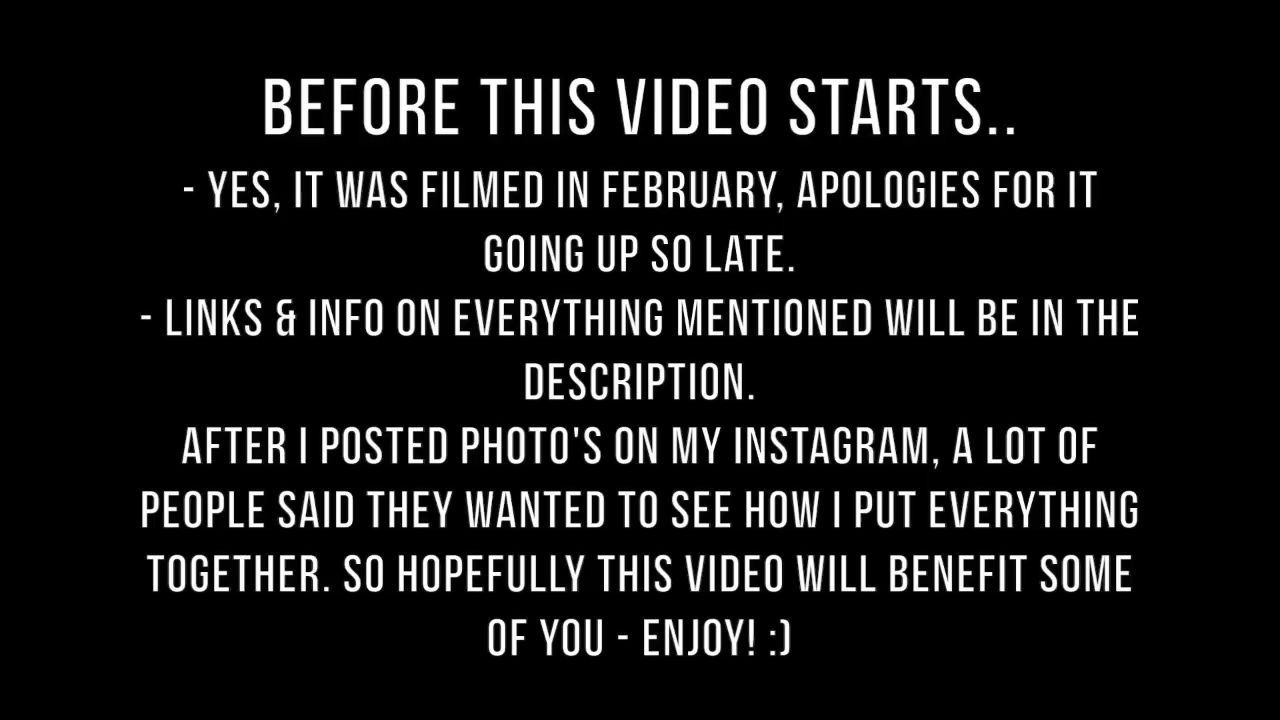 BEFORE THIS VIDEO STARTS..
- YES, IT WAS FILMED IN FEBRUARY, APOLOGIES FOR IT
GOING UP SO LATE.
- LINKS & INFO ON EVERYTHING MENTIONED WILL BE IN THE
DESCRIPTION.
AFTER I POSTED PHOTO'S ON MY INSTAGRAM, A LOT OF
PEOPLE SAID THEY WANTED TO SEE HOW I PUT EVERYTHING
TOGETHER. SO HOPEFULLY THIS VIDEO WILL BENEFIT SOME
OF YOU - ENJOY! :)